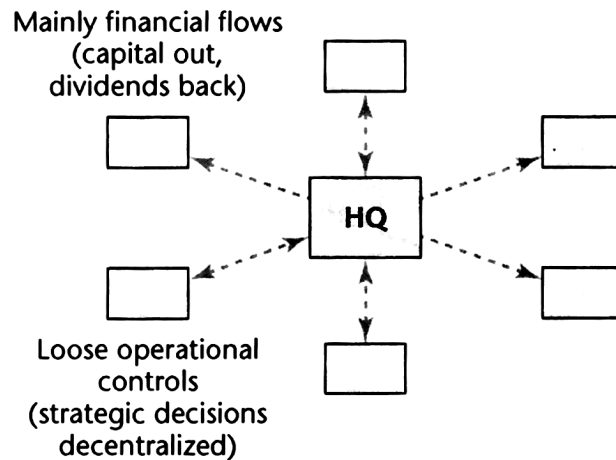 Mainly financial flows
(capital out,
dividends back)
HQ
Loose operational
controls
(strategic decisions
decentralized)